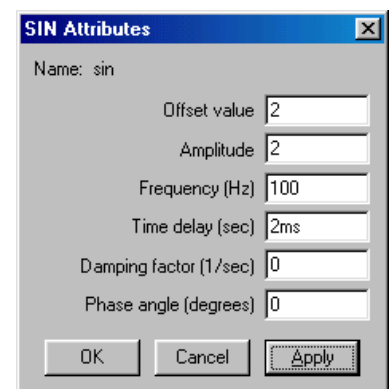 SIN Attributes
Name: sin
Offset value 2
Amplitude 2
Frequency (Hz) 100
Time delay (sec) 2ms
Damping factor (1/sec) 0
Phase angle (degrees) 0
OK Cancel Apply